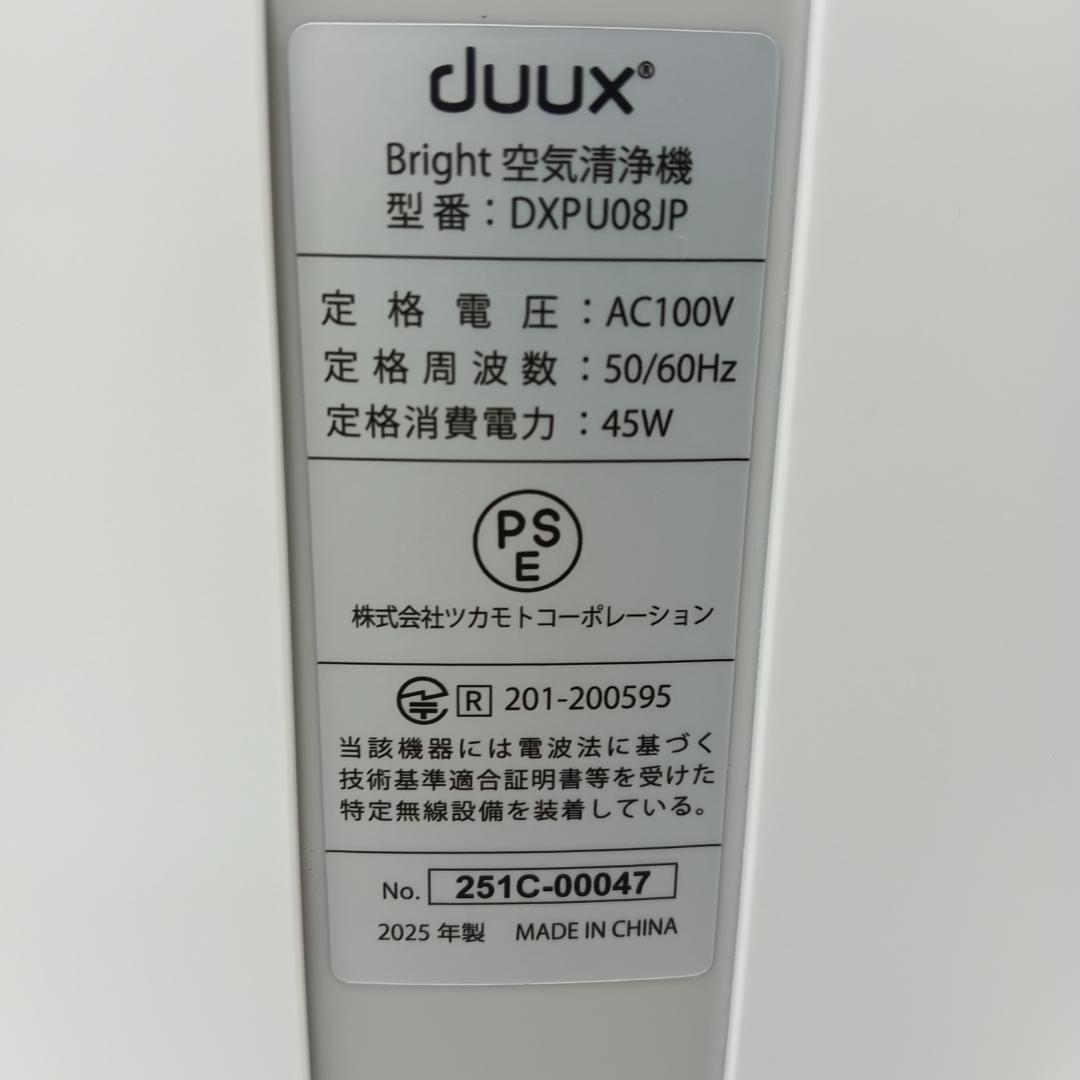 duux®
Bright 空気清浄機
型番：DXPU08JP
定格電圧：AC100V
定格周波数：50/60Hz
定格消費電力：45W
PS
E
株式会社ツカモトコーポレーション
R 201-200595
当該機器には電波法に基づく
技術基準適合証明書等を受けた
特定無線設備を装着している。
No. 251C-00047
2025 年製 MADE IN CHINA